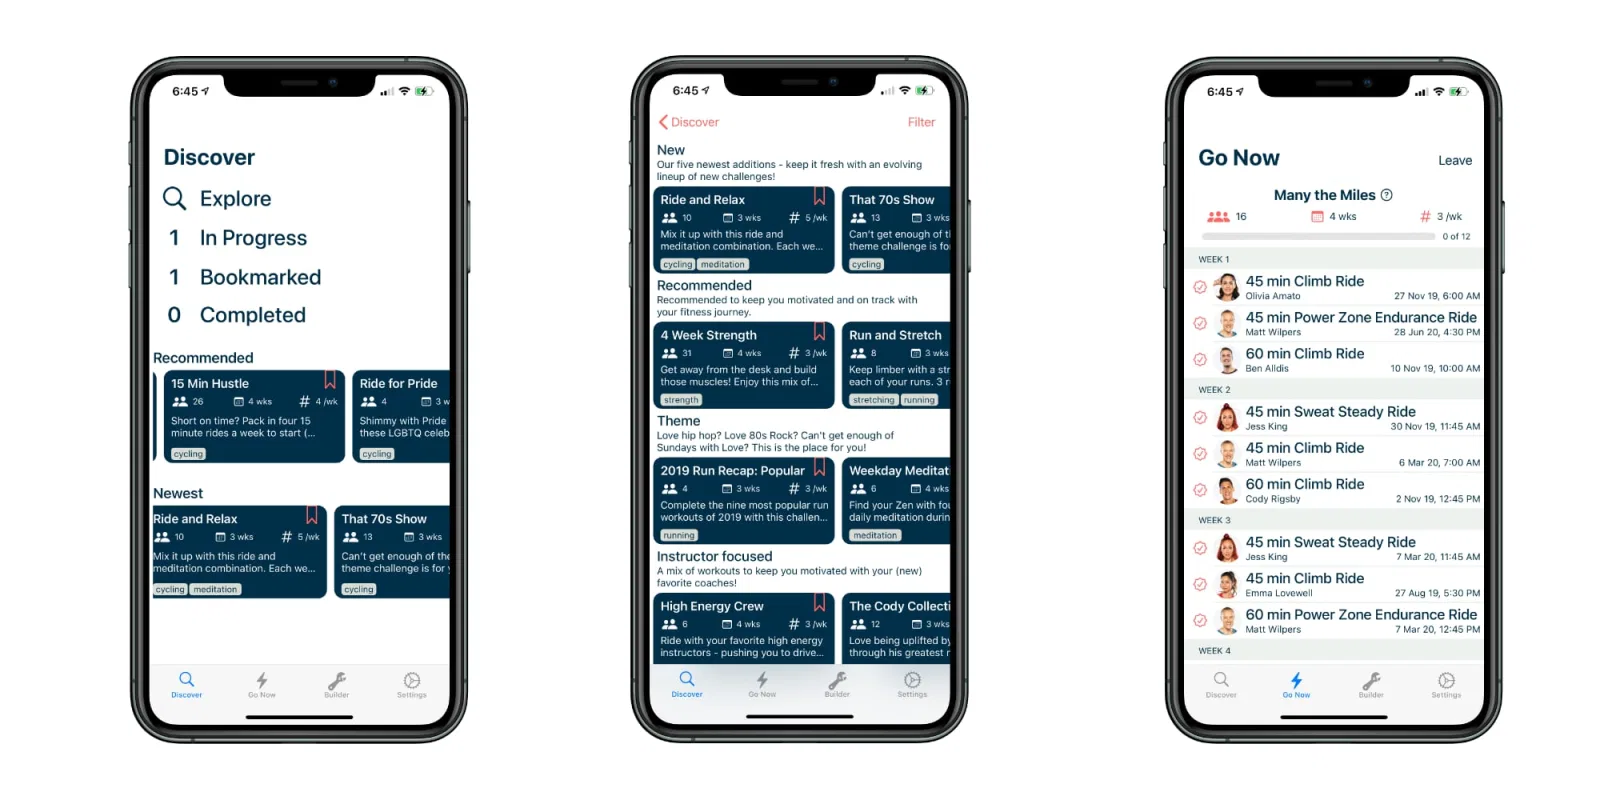 6:45
Discover
Explore
1 In Progress
1 Bookmarked
0 Completed
Recommended
15 Min Hustle
26 4 wks # 4 /wk
Short on time? Pack in four 15
minute rides a week to start (...
cycling
Ride for Pride
4 3 w
Shimmy with Pride
these LGBTQ celeb
cycling
Newest
Ride and Relax
10 3 wks # 5 /wk
Mix it up with this ride and
meditation combination. Each we...
cycling meditation
That 70s Show
13 3 wks
Can't get enough of the
theme challenge is for y
cycling
Discover Go Now Builder Settings
6:45
Discover Filter
New
Our five newest additions - keep it fresh with an evolving
lineup of new challenges!
Ride and Relax
10 3 wks # 5 /wk
Mix it up with this ride and
meditation combination. Each we...
cycling meditation
That 70s Show
13 3 wks
Can't get enough of t
theme challenge is fo
cycling
Recommended
Recommended to keep you motivated and on track with
your fitness journey.
4 Week Strength
31 4 wks # 3 /wk
Get away from the desk and build
those muscles! Enjoy this mix of...
strength
Run and Stretch
8 3 wks
Keep limber with a str
each of your runs. 3 r
stretching running
Theme
Love hip hop? Love 80s Rock? Can't get enough of
Sundays with Love? This is the place for you!
2019 Run Recap: Popular
4 3 wks # 3 /wk
Complete the nine most popular run
workouts of 2019 with this challen...
running
Weekday Meditat
6 4 wks
Find your Zen with fou
daily meditation durin
meditation
Instructor focused
A mix of workouts to keep you motivated with your (new)
favorite coaches!
High Energy Crew
6 4 wks # 3 /wk
Ride with your favorite high energy
instructors - pushing you to drive...
The Cody Collecti
12 3 wks
Love being uplifted by
through his greatest r
Discover Go Now Builder Settings
6:45
Go Now Leave
Many the Miles ?
16 4 wks # 3 /wk
0 of 12
WEEK 1
45 min Climb Ride
Olivia Amato 27 Nov 19, 6:00 AM
45 min Power Zone Endurance Ride
Matt Wilpers 28 Jun 20, 4:30 PM
60 min Climb Ride
Ben Alldis 10 Nov 19, 10:00 AM
WEEK 2
45 min Sweat Steady Ride
Jess King 30 Nov 19, 11:45 AM
45 min Climb Ride
Matt Wilpers 6 Mar 20, 7:00 AM
60 min Climb Ride
Cody Rigsby 2 Nov 19, 12:45 PM
WEEK 3
45 min Sweat Steady Ride
Jess King 7 Mar 20, 11:45 AM
45 min Climb Ride
Emma Lovewell 27 Aug 19, 5:30 PM
60 min Power Zone Endurance Ride
Matt Wilpers 7 Mar 20, 12:45 PM
WEEK 4
Discover Go Now Builder Settings